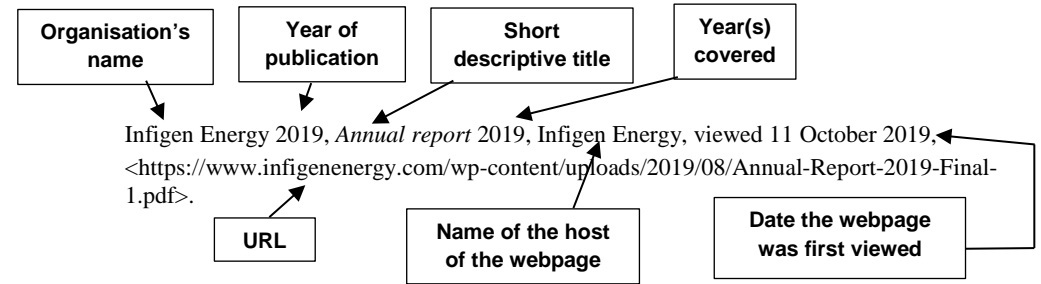 Organisation’s
name
Year of
publication
Short
descriptive title
Year(s)
covered
Infigen Energy 2019, Annual report 2019, Infigen Energy, viewed 11 October 2019,
<https://www.infigenenergy.com/wp-content/uploads/2019/08/Annual-Report-2019-Final-
1.pdf>.
URL
Name of the host
of the webpage
Date the webpage
was first viewed